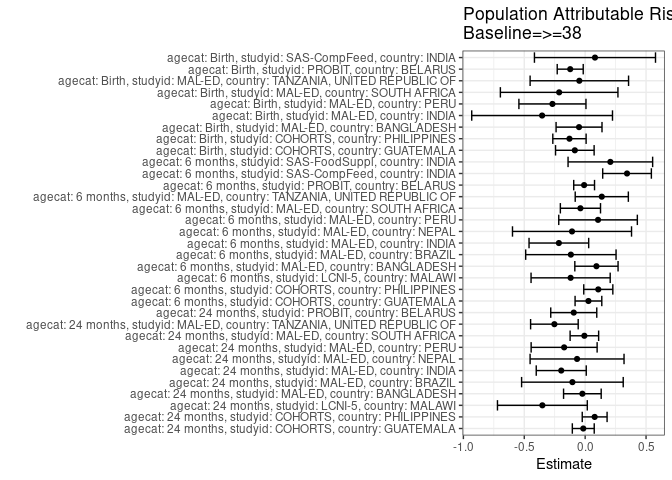 Population Attributable Ris
Baseline=>=38
agecat: Birth, studyid: SAS-CompFeed, country: INDIA
agecat: Birth, studyid: PROBIT, country: BELARUS
agecat: Birth, studyid: MAL-ED, country: TANZANIA, UNITED REPUBLIC OF
agecat: Birth, studyid: MAL-ED, country: SOUTH AFRICA
agecat: Birth, studyid: MAL-ED, country: PERU
agecat: Birth, studyid: MAL-ED, country: INDIA
agecat: Birth, studyid: MAL-ED, country: BANGLADESH
agecat: Birth, studyid: COHORTS, country: PHILIPPINES
agecat: Birth, studyid: COHORTS, country: GUATEMALA
agecat: 6 months, studyid: SAS-FoodSuppl, country: INDIA
agecat: 6 months, studyid: SAS-CompFeed, country: INDIA
agecat: 6 months, studyid: PROBIT, country: BELARUS
agecat: 6 months, studyid: MAL-ED, country: TANZANIA, UNITED REPUBLIC OF
agecat: 6 months, studyid: MAL-ED, country: SOUTH AFRICA
agecat: 6 months, studyid: MAL-ED, country: PERU
agecat: 6 months, studyid: MAL-ED, country: NEPAL
agecat: 6 months, studyid: MAL-ED, country: INDIA
agecat: 6 months, studyid: MAL-ED, country: BRAZIL
agecat: 6 months, studyid: MAL-ED, country: BANGLADESH
agecat: 6 months, studyid: LCNI-5, country: MALAWI
agecat: 6 months, studyid: COHORTS, country: PHILIPPINES
agecat: 6 months, studyid: COHORTS, country: GUATEMALA
agecat: 24 months, studyid: PROBIT, country: BELARUS
agecat: 24 months, studyid: MAL-ED, country: TANZANIA, UNITED REPUBLIC OF
agecat: 24 months, studyid: MAL-ED, country: SOUTH AFRICA
agecat: 24 months, studyid: MAL-ED, country: PERU
agecat: 24 months, studyid: MAL-ED, country: NEPAL
agecat: 24 months, studyid: MAL-ED, country: INDIA
agecat: 24 months, studyid: MAL-ED, country: BRAZIL
agecat: 24 months, studyid: MAL-ED, country: BANGLADESH
agecat: 24 months, studyid: LCNI-5, country: MALAWI
agecat: 24 months, studyid: COHORTS, country: PHILIPPINES
agecat: 24 months, studyid: COHORTS, country: GUATEMALA
-1.0 -0.5 0.0 0.5
Estimate